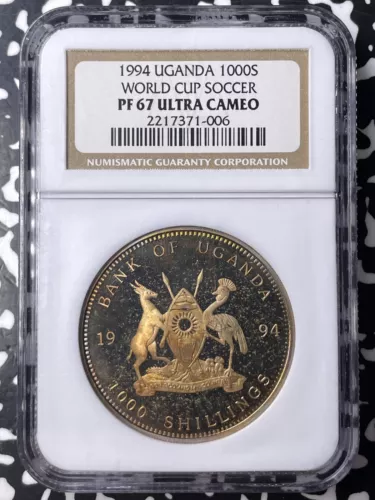 1994 UGANDA 1000S
WORLD CUP SOCCER
PF 67 ULTRA CAMEO
2217371-006
NUMISMATIC GUARANTY CORPORATION
BANK OF UGANDA
19 94
1000 SHILLINGS